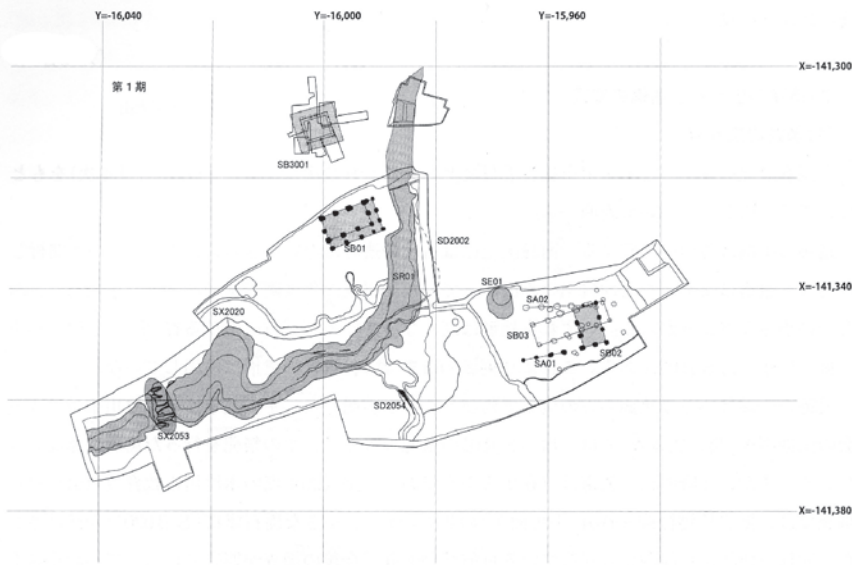 Y=-16,040
Y=-16,000
Y=-15,960
X=-141,300
第1期
SB3001
SB01
SD2002
SR01
SE01
SA02
X=-141,340
SX2020
SB03
SB02
SA01
SD2054
SX2053
X=-141,380